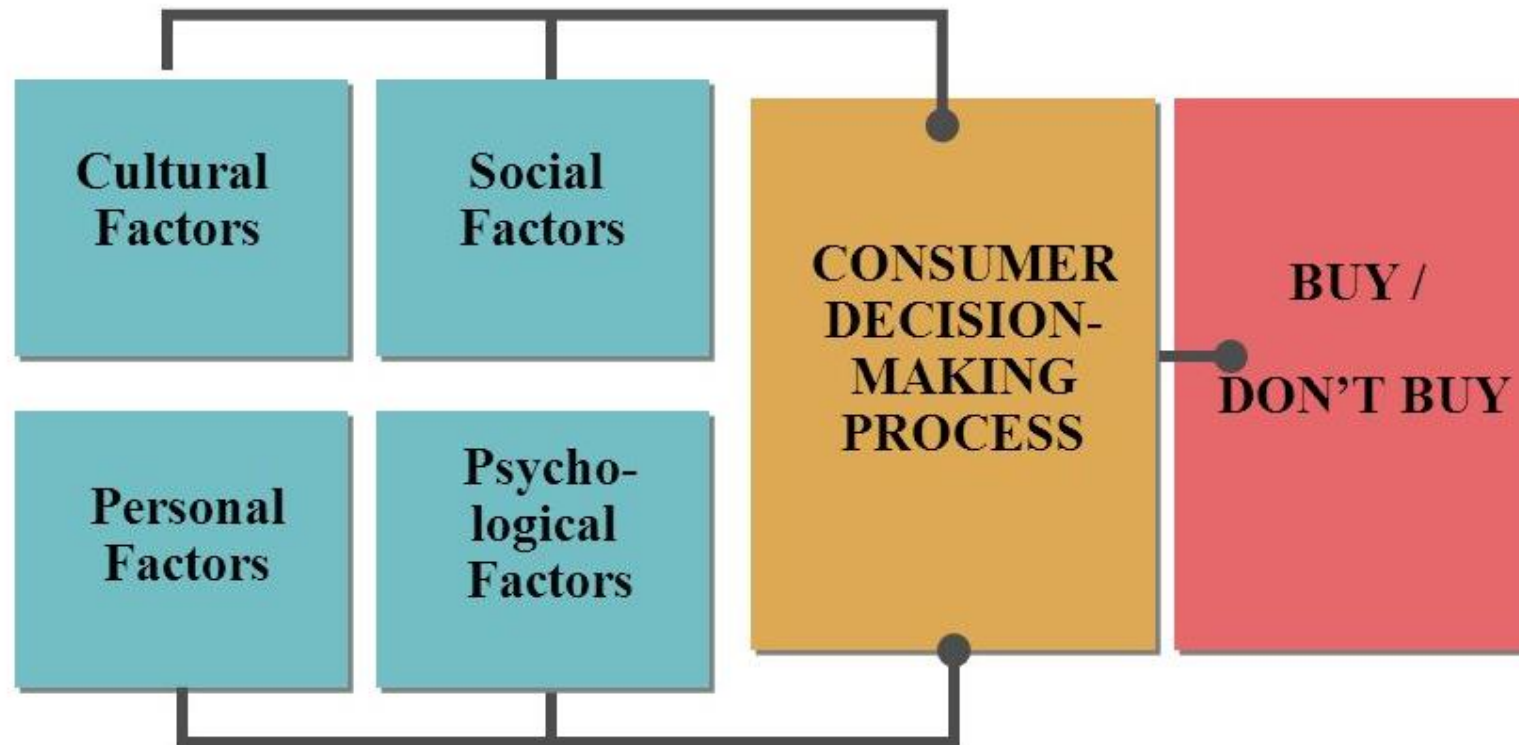 Cultural
Factors
Social
Factors
Personal
Factors
Psycho-
logical
Factors
CONSUMER
DECISION-
MAKING
PROCESS
BUY /
DON’T BUY